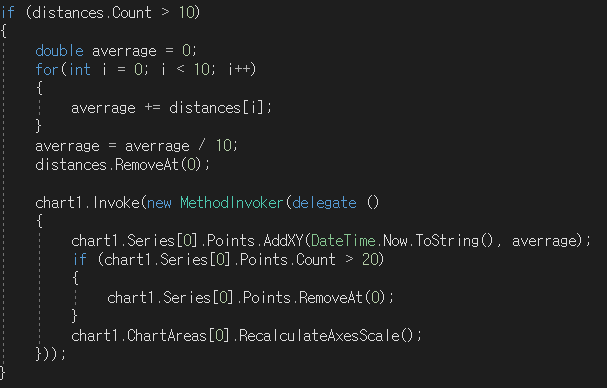 if (distances.Count > 10)
{
double averrage = 0;
for(int i = 0; i < 10; i++)
{
averrage += distances[i];
}
averrage = averrage / 10;
distances.RemoveAt(0);
chart1.Invoke(new MethodInvoker(delegate ()
{
chart1.Series[0].Points.AddXY(DateTime.Now.ToString(), averrage);
if (chart1.Series[0].Points.Count > 20)
{
chart1.Series[0].Points.RemoveAt(0);
}
chart1.ChartAreas[0].RecalculateAxesScale();
}));
}